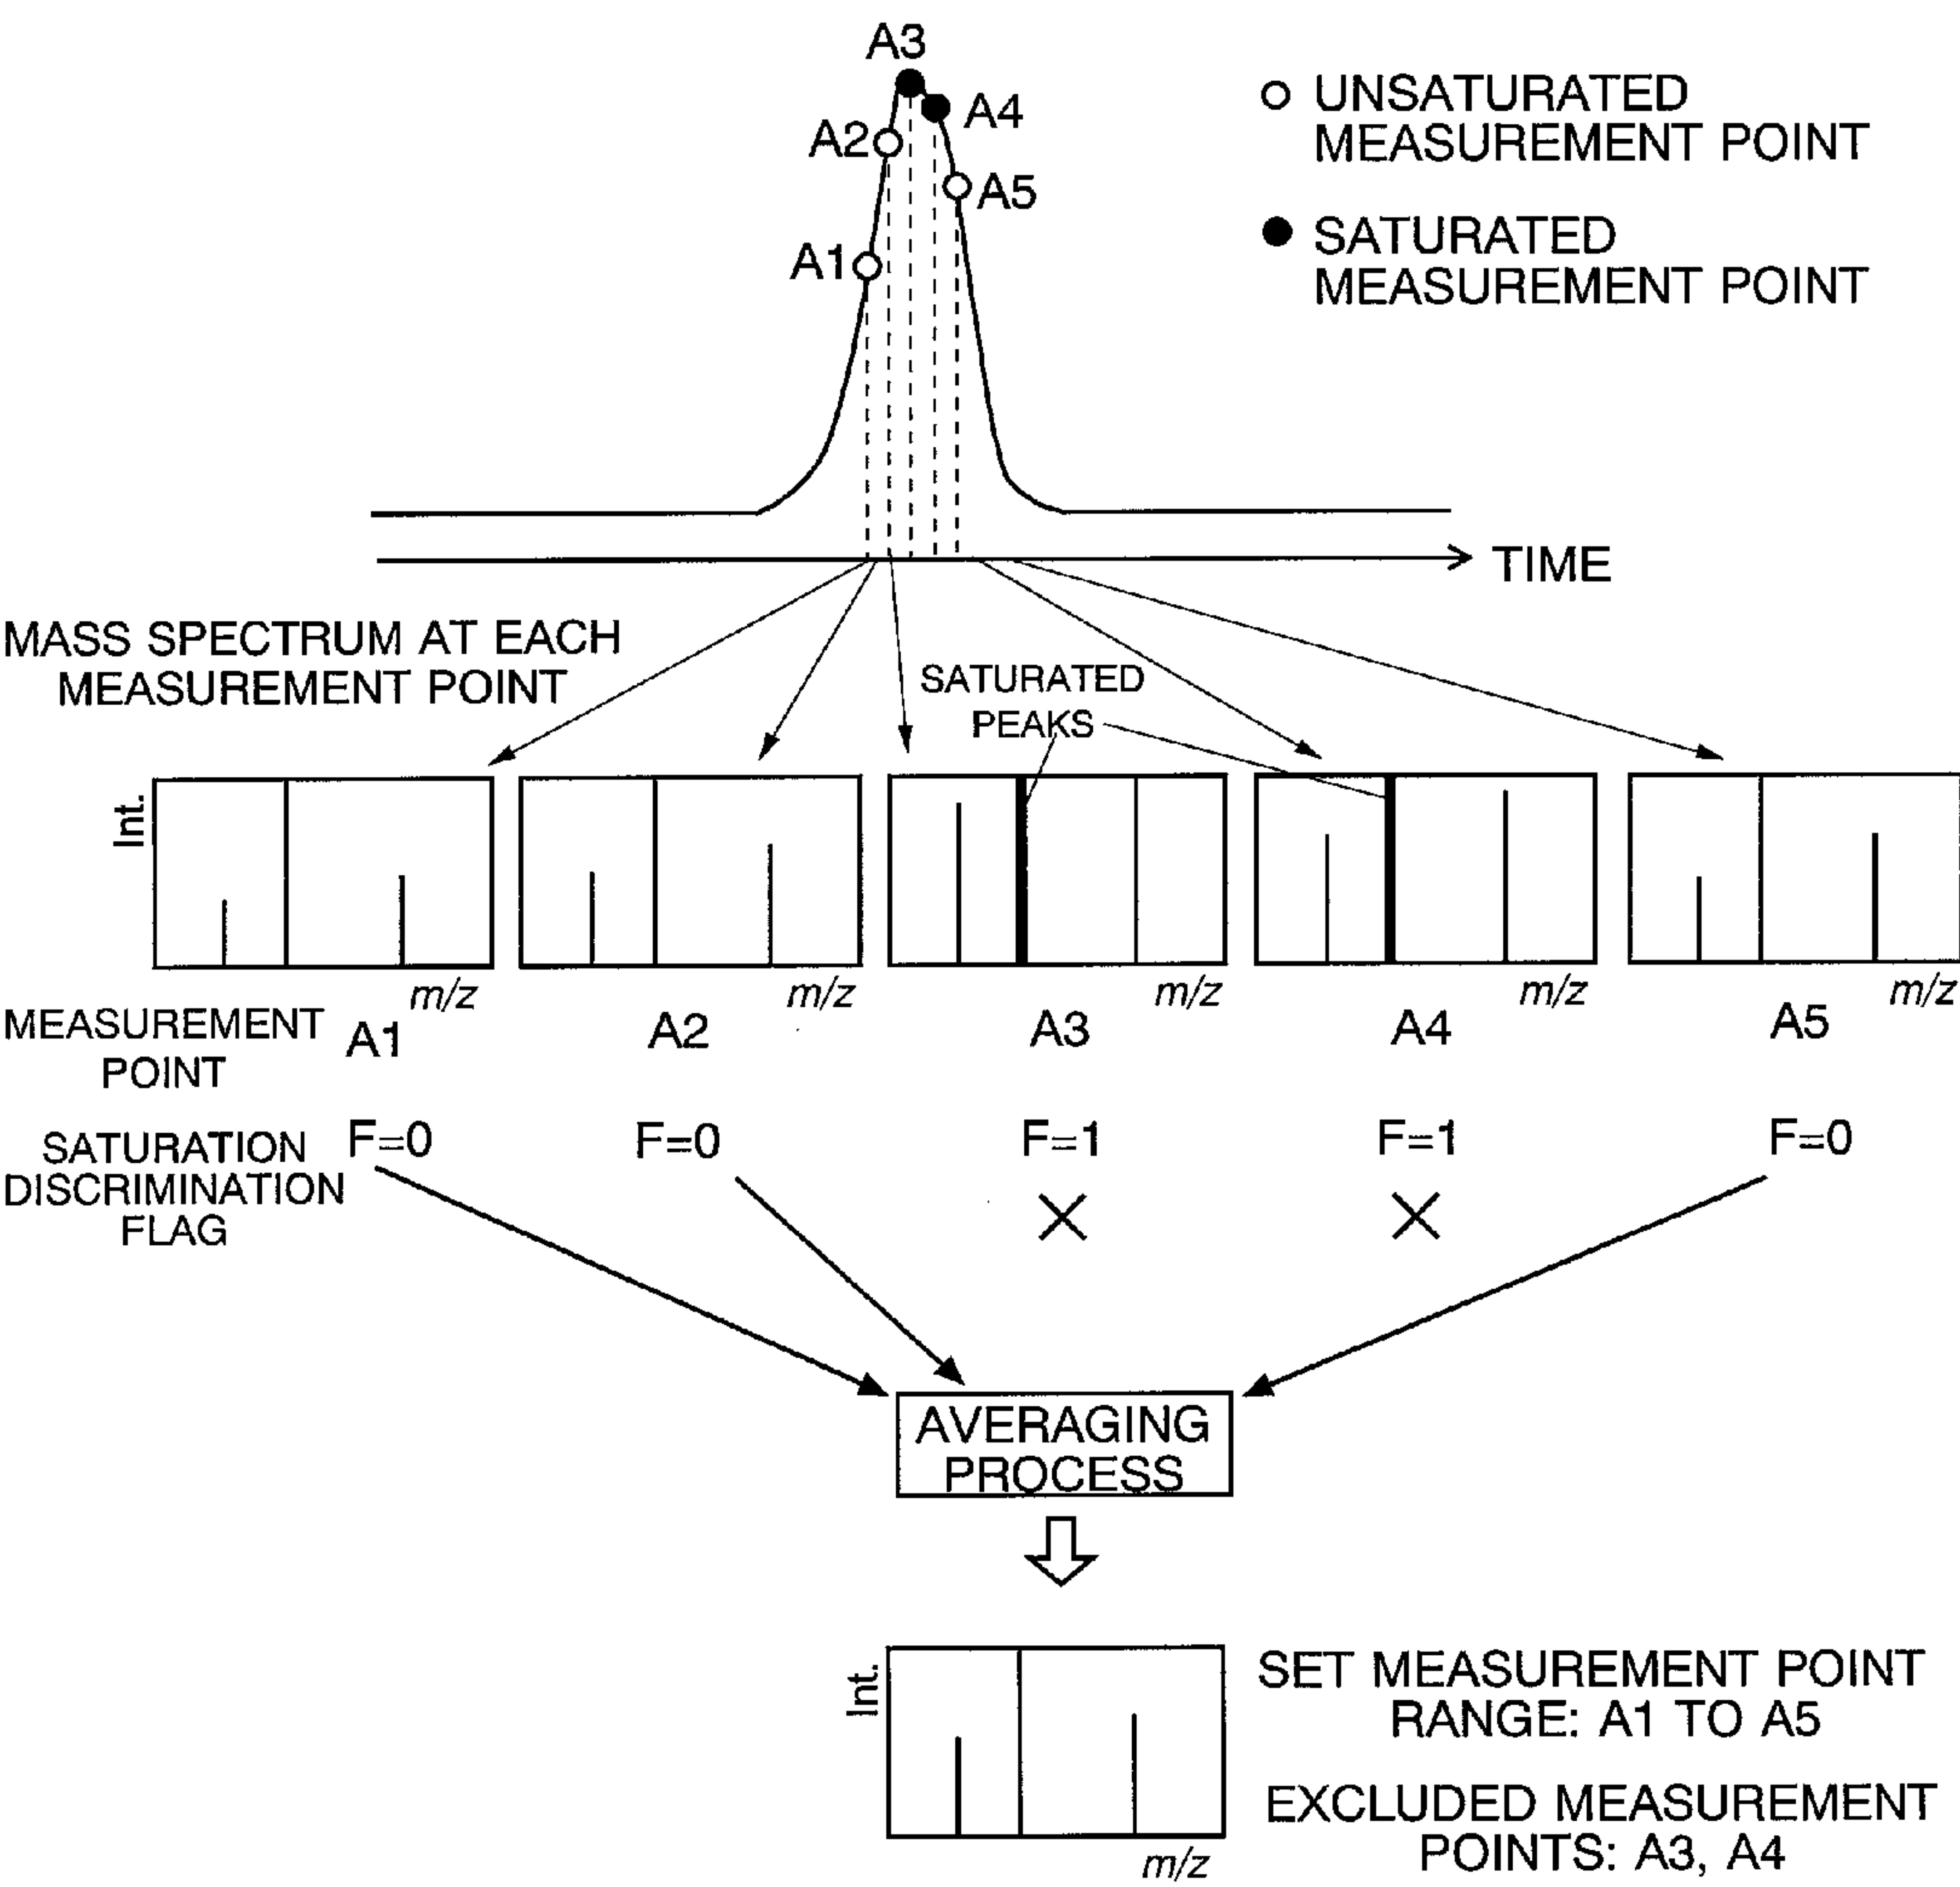 A3
A4
A2
A5
A1
UNSATURATED
MEASUREMENT POINT
SATURATED
MEASUREMENT POINT
TIME
MASS SPECTRUM AT EACH
MEASUREMENT POINT
SATURATED
PEAKS
Int.
m/z
m/z
m/z
m/z
m/z
MEASUREMENT
POINT
A1
A2
A3
A4
A5
SATURATION
DISCRIMINATION
FLAG
F=0
F=0
F=1
F=1
F=0
AVERAGING
PROCESS
Int.
m/z
SET MEASUREMENT POINT
RANGE: A1 TO A5
EXCLUDED MEASUREMENT
POINTS: A3, A4